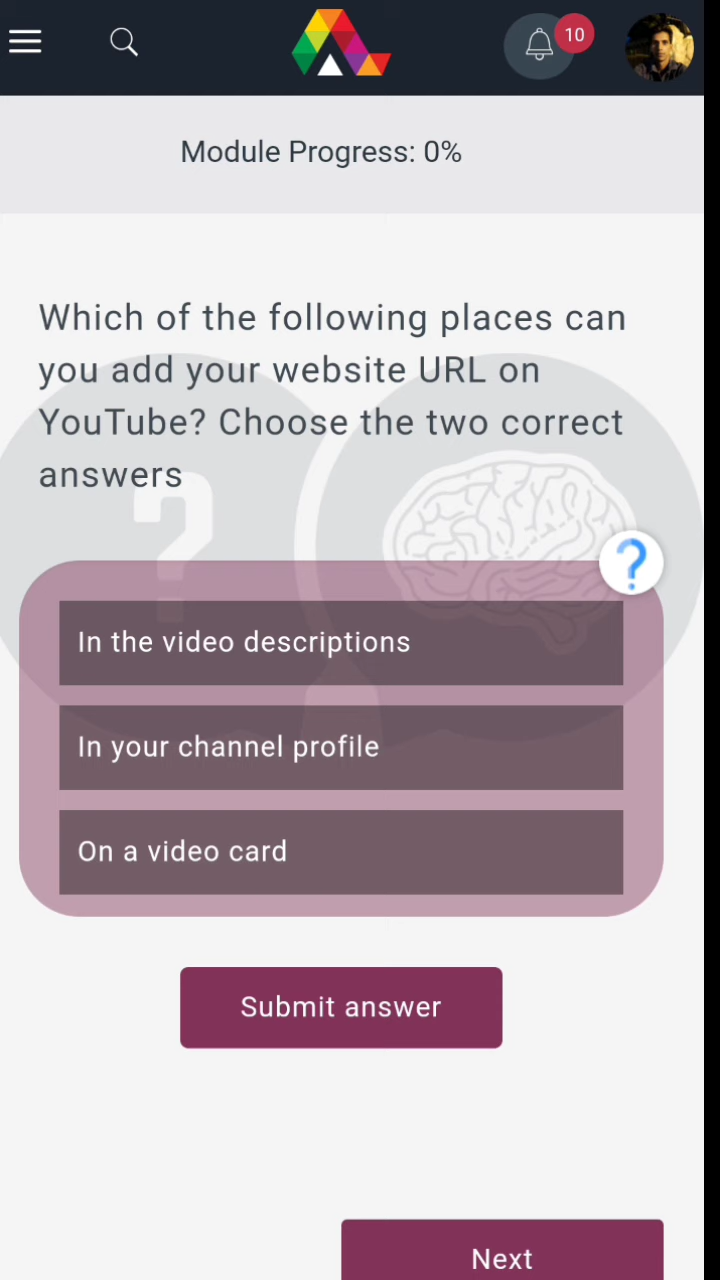 10
Module Progress: 0%
Which of the following places can
you add your website URL on
YouTube? Choose the two correct
answers
?
In the video descriptions
In your channel profile
On a video card
Submit answer
Next